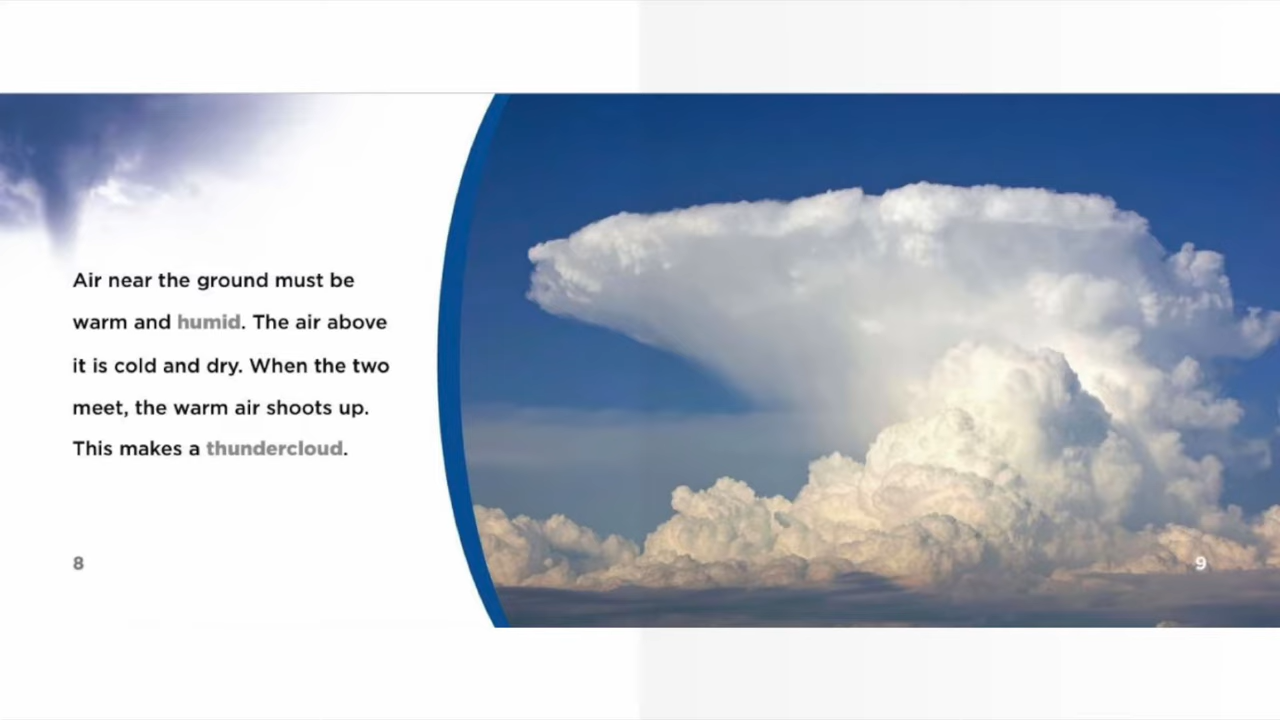 Air near the ground must be
warm and humid. The air above
it is cold and dry. When the two
meet, the warm air shoots up.
This makes a thundercloud.
8
9